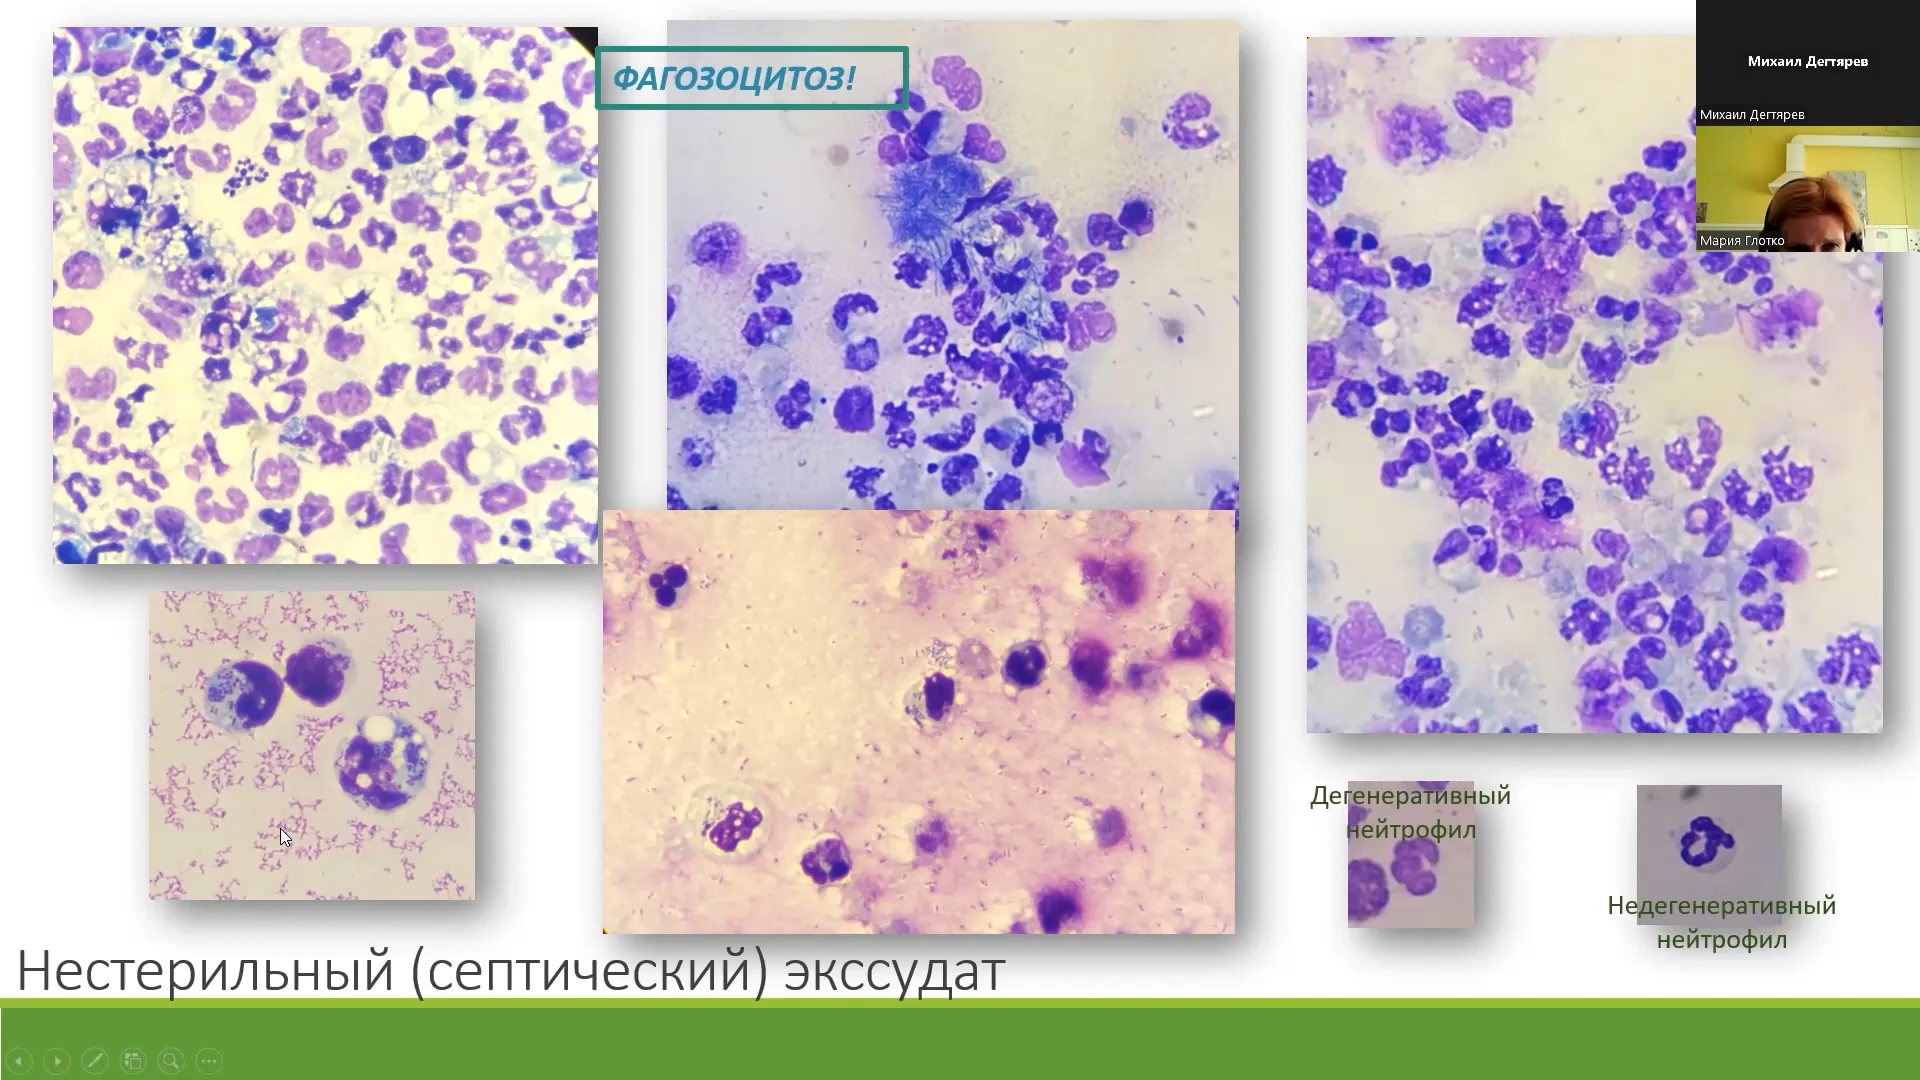 ФАГОЗОЦИТОЗ!
Михаил Дегтярев
Михаил Дегтярев
Мария Глотко
Дегенеративный
нейтрофил
Недегенеративный
нейтрофил
Нестерильный (септический) экссудат